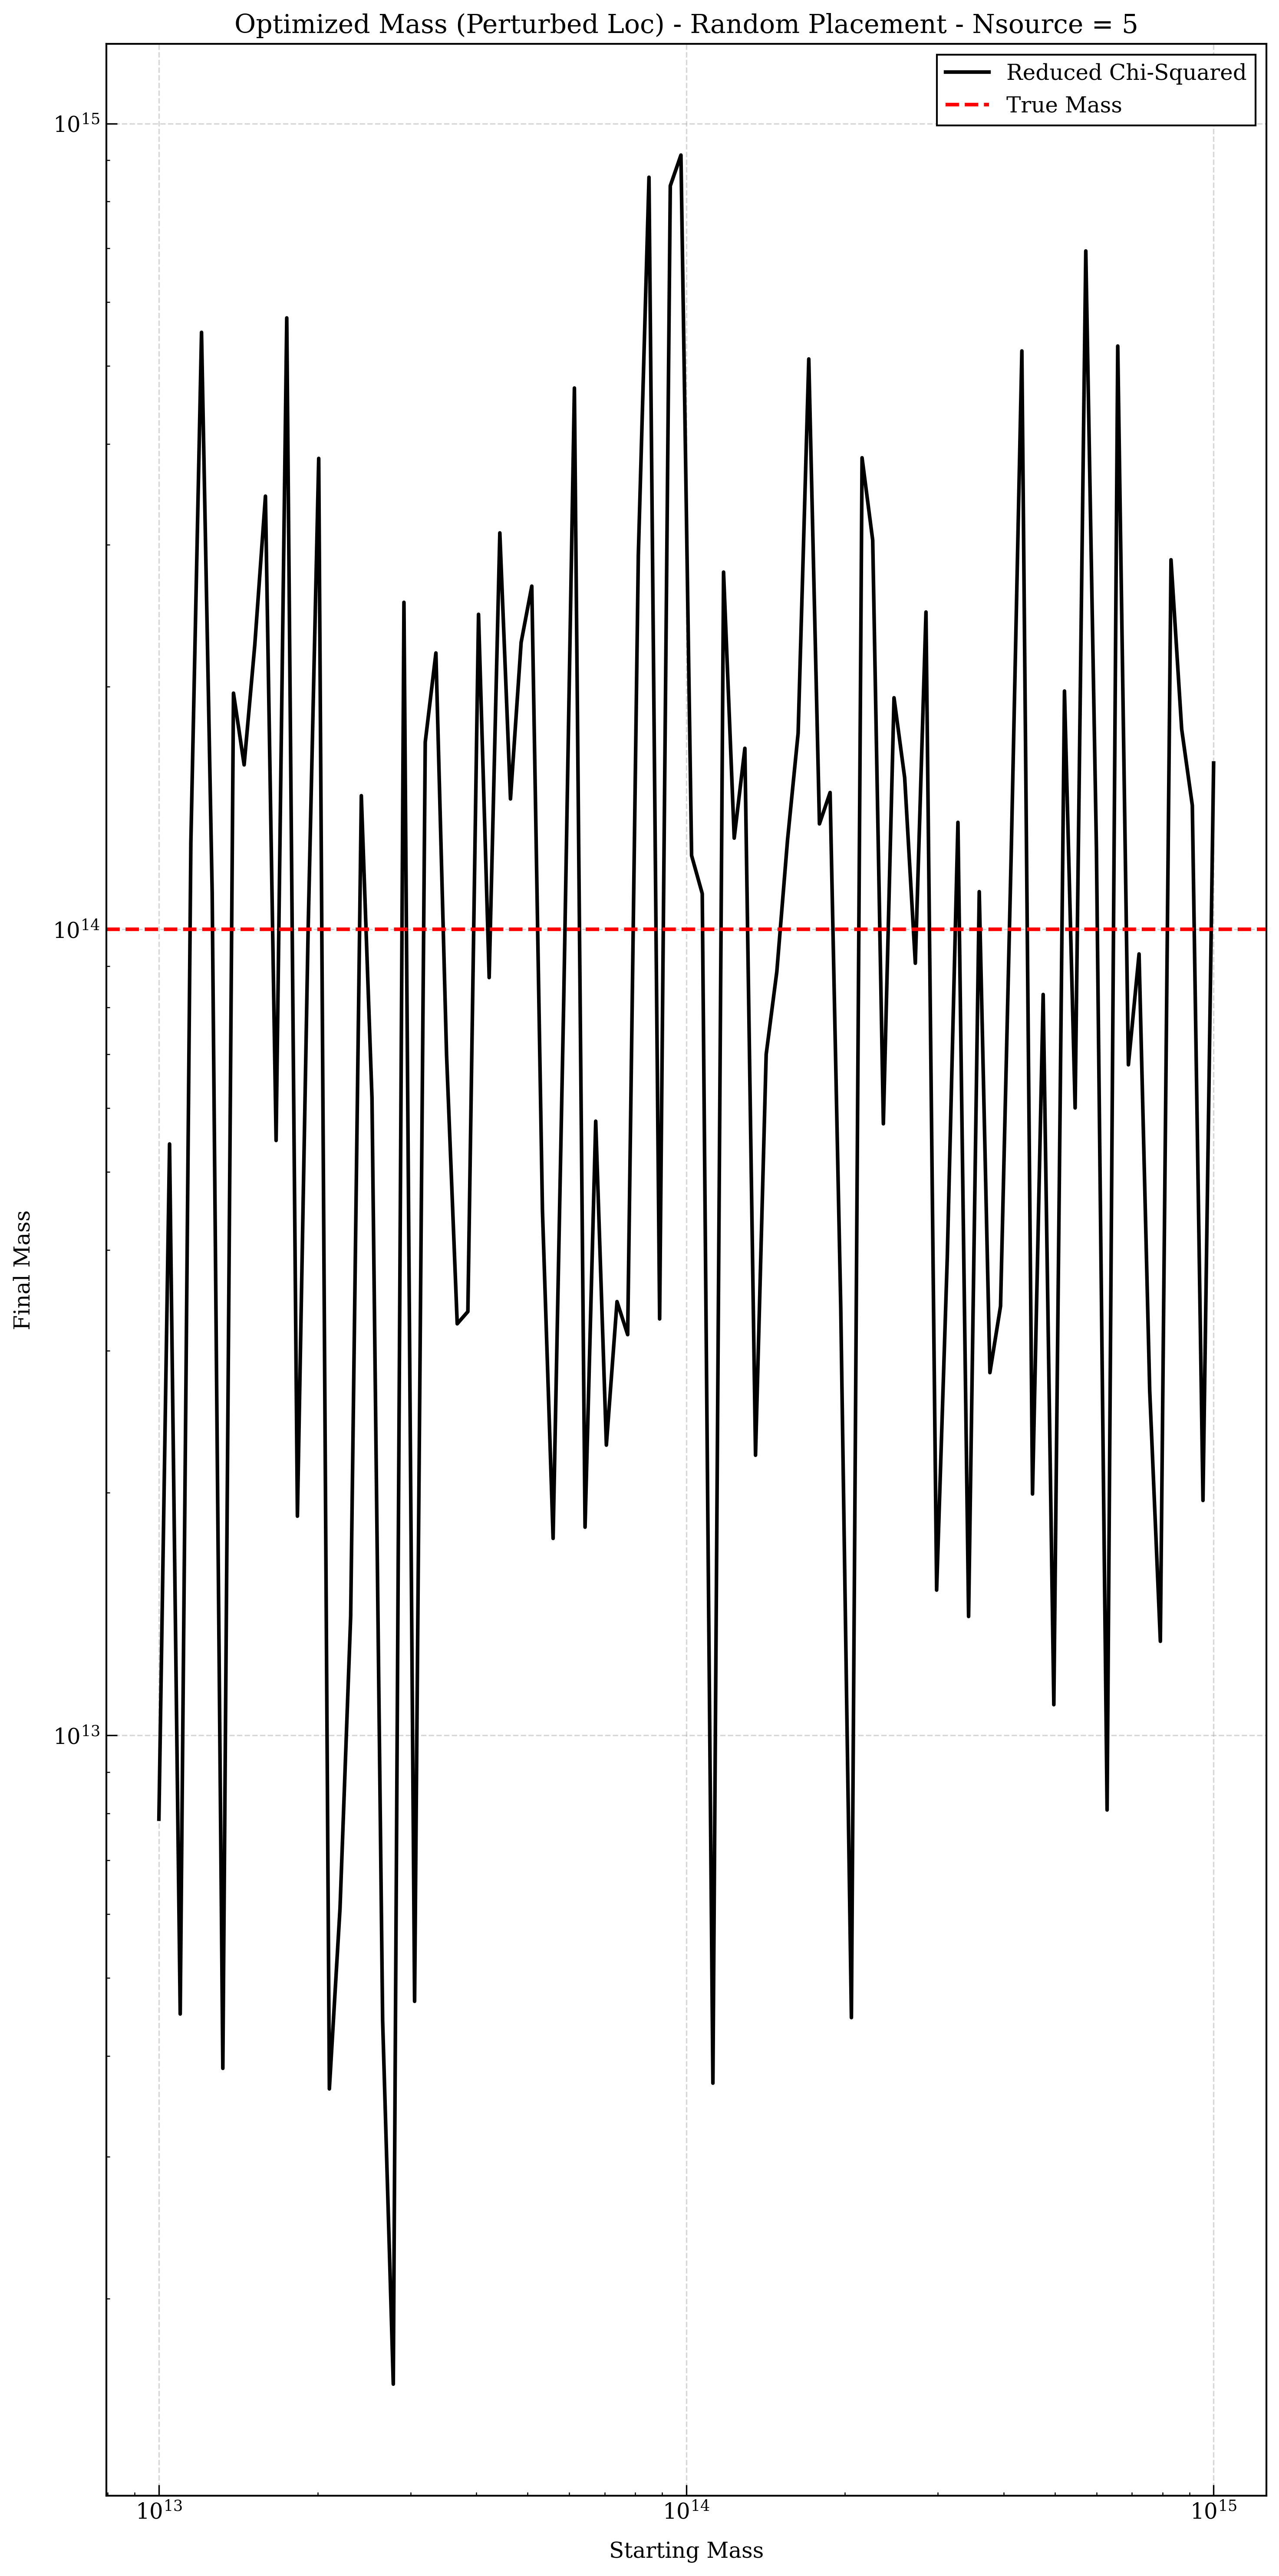 Optimized Mass (Perturbed Loc) - Random Placement - Nsource = 5
Reduced Chi-Squared
True Mass
10^15
10^14
10^13
Final Mass
10^13 10^14 10^15
Starting Mass